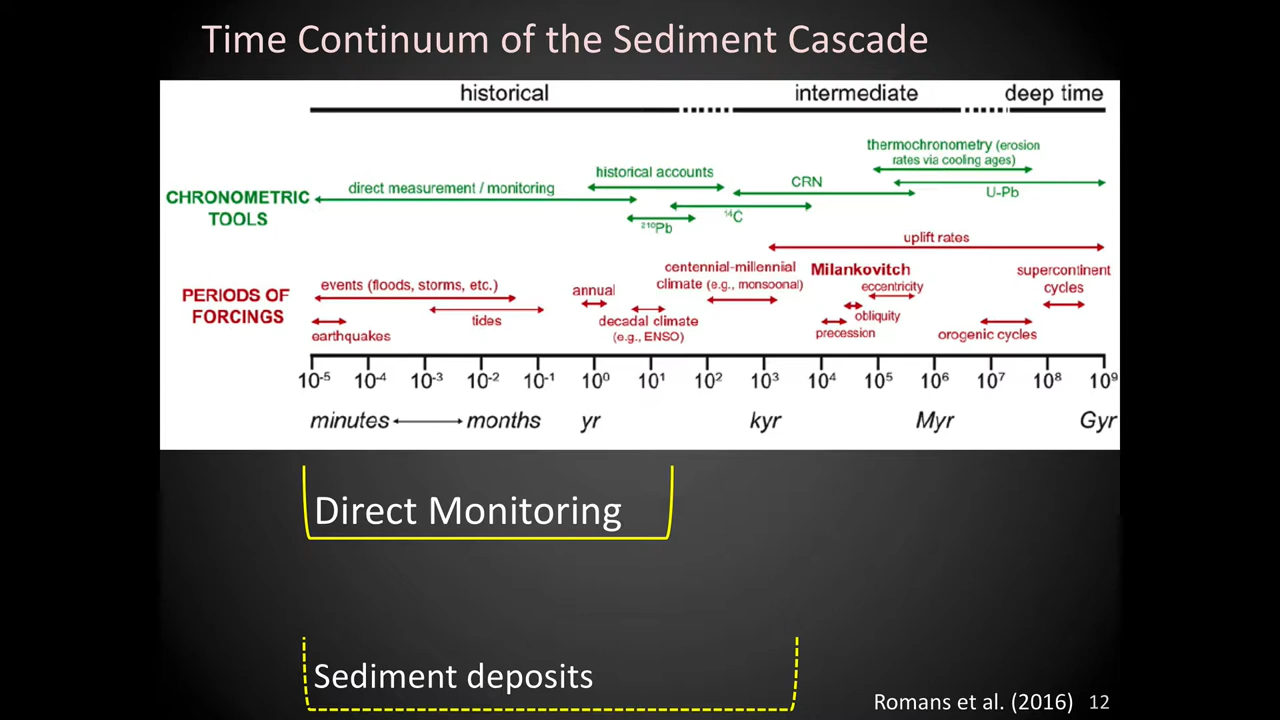 Time Continuum of the Sediment Cascade
historical
intermediate
deep time
thermochronometry (erosion
rates via cooling ages)
historical accounts
CRN
direct measurement / monitoring
U-Pb
CHRONOMETRIC
TOOLS
¹⁴C
²¹⁰Pb
uplift rates
centennial-millennial
climate (e.g., monsoonal)
Milankovitch
eccentricity
supercontinent
cycles
events (floods, storms, etc.)
annual
PERIODS OF
FORCINGS
tides
decadal climate
(e.g., ENSO)
obliquity
precession
orogenic cycles
earthquakes
10⁻⁵ 10⁻⁴ 10⁻³ 10⁻² 10⁻¹ 10⁰ 10¹ 10² 10³ 10⁴ 10⁵ 10⁶ 10⁷ 10⁸ 10⁹
minutes months yr kyr Myr Gyr
Direct Monitoring
Sediment deposits
Romans et al. (2016) 12